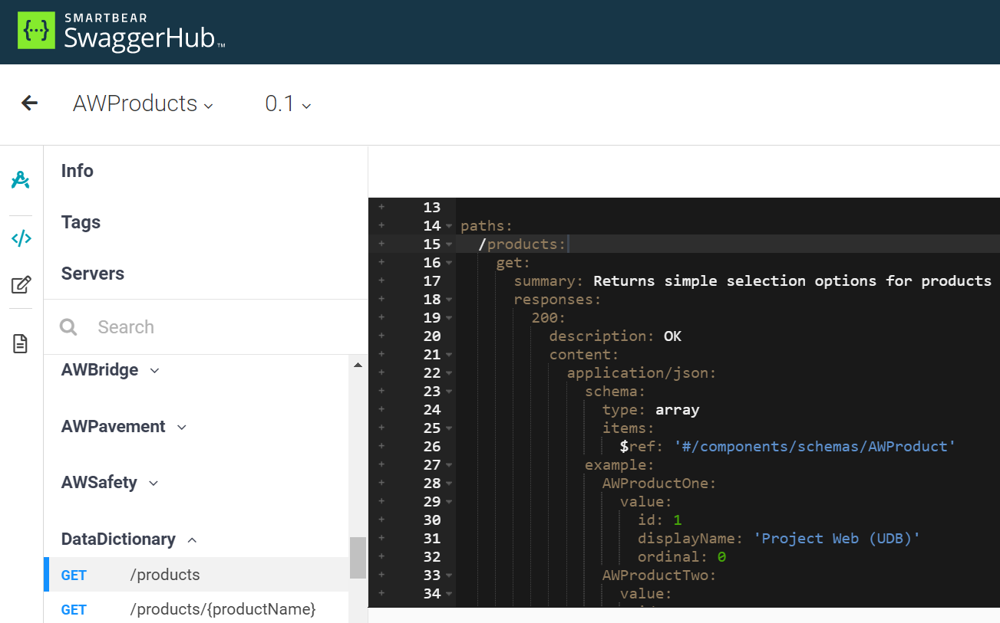 SMARTBEAR
SwaggerHub™
AWProducts
0.1
Info
Tags
Servers
Search
AWBridge
AWPavement
AWSafety
DataDictionary
GET /products
GET /products/{productName}
13
14 paths:
15 /products:
16 get:
17 summary: Returns simple selection options for products
18 responses:
19 200:
20 description: OK
21 content:
22 application/json:
23 schema:
24 type: array
25 items:
26 $ref: '#/components/schemas/AWProduct'
27 example:
28 AWProductOne:
29 value:
30 id: 1
31 displayName: 'Project Web (UDB)'
32 ordinal: 0
33 AWProductTwo:
34 value: